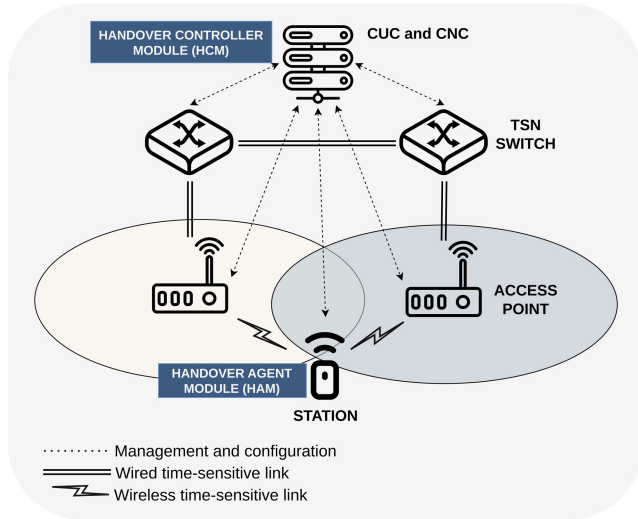 HANDOVER CONTROLLER
MODULE (HCM)
CUC and CNC
TSN
SWITCH
ACCESS
POINT
HANDOVER AGENT
MODULE (HAM)
STATION
Management and configuration
Wired time-sensitive link
Wireless time-sensitive link